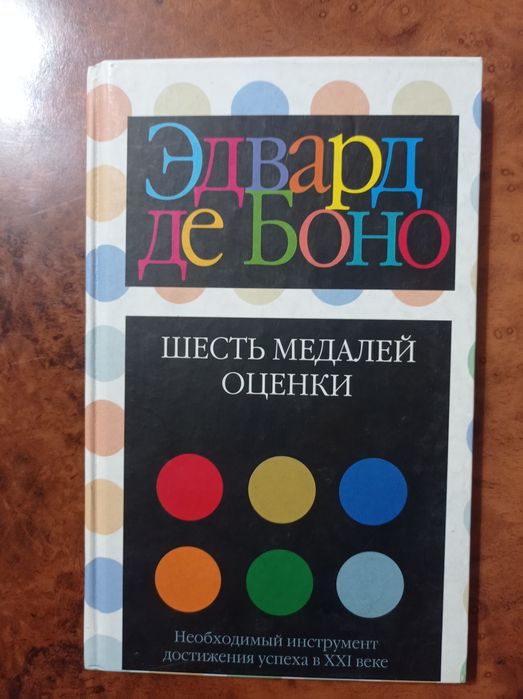 Эдвард
де Боно
ШЕСТЬ МЕДАЛЕЙ
ОЦЕНКИ
Необходимый инструмент
достижения успеха в XXI веке